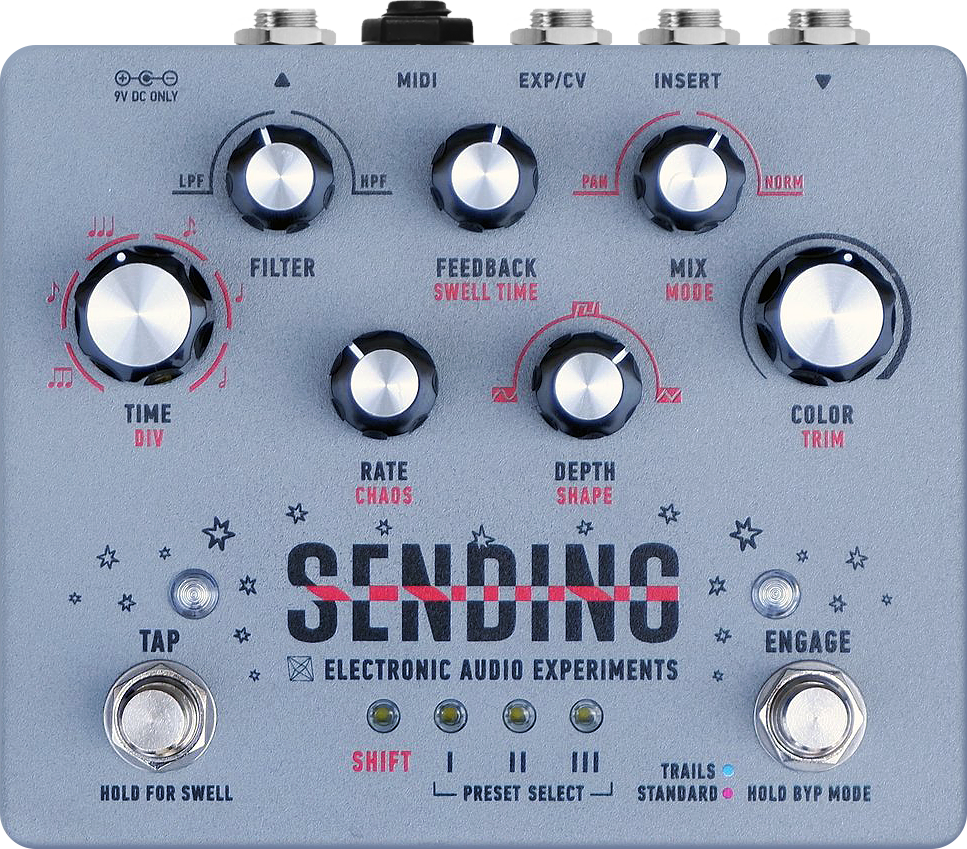 9V DC ONLY
MIDI
EXP/CV
INSERT
LPF
HPF
PAN
NORM
FILTER
FEEDBACK
SWELL TIME
MIX
MODE
TIME
DIV
COLOR
TRIM
RATE
CHAOS
DEPTH
SHAPE
SENDING
TAP
ENGAGE
ELECTRONIC AUDIO EXPERIMENTS
SHIFT
I
II
III
HOLD FOR SWELL
PRESET SELECT
TRAILS
STANDARD
HOLD BYP MODE